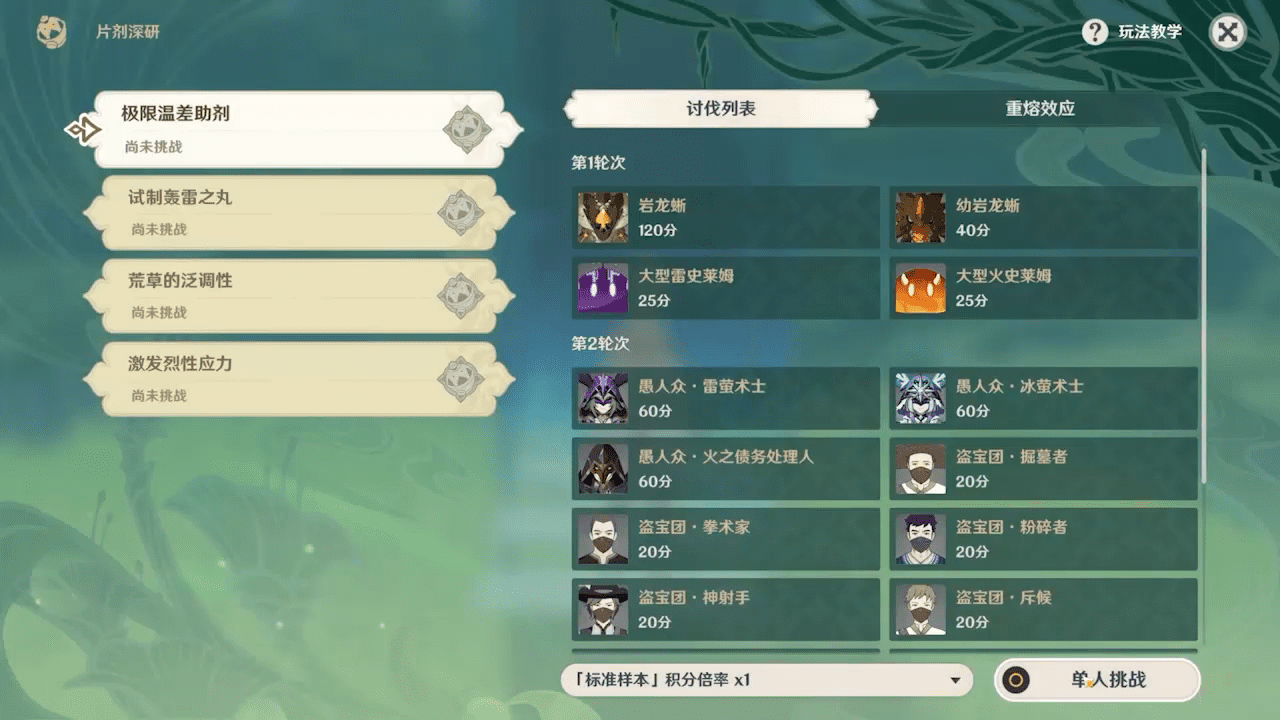 片剂深研
玩法教学
极限温差助剂
尚未挑战
试制轰雷之丸
尚未挑战
荒草的泛调性
尚未挑战
激发烈性应力
尚未挑战
讨伐列表
重熔效应
第1轮次
岩龙蜥
120分
幼岩龙蜥
40分
大型雷史莱姆
25分
大型火史莱姆
25分
第2轮次
愚人众·雷萤术士
60分
愚人众·冰萤术士
60分
愚人众·火之债务处理人
60分
盗宝团·掘墓者
20分
盗宝团·拳术家
20分
盗宝团·粉碎者
20分
盗宝团·神射手
20分
盗宝团·斥候
20分
「标准样本」积分倍率 x1
单人挑战